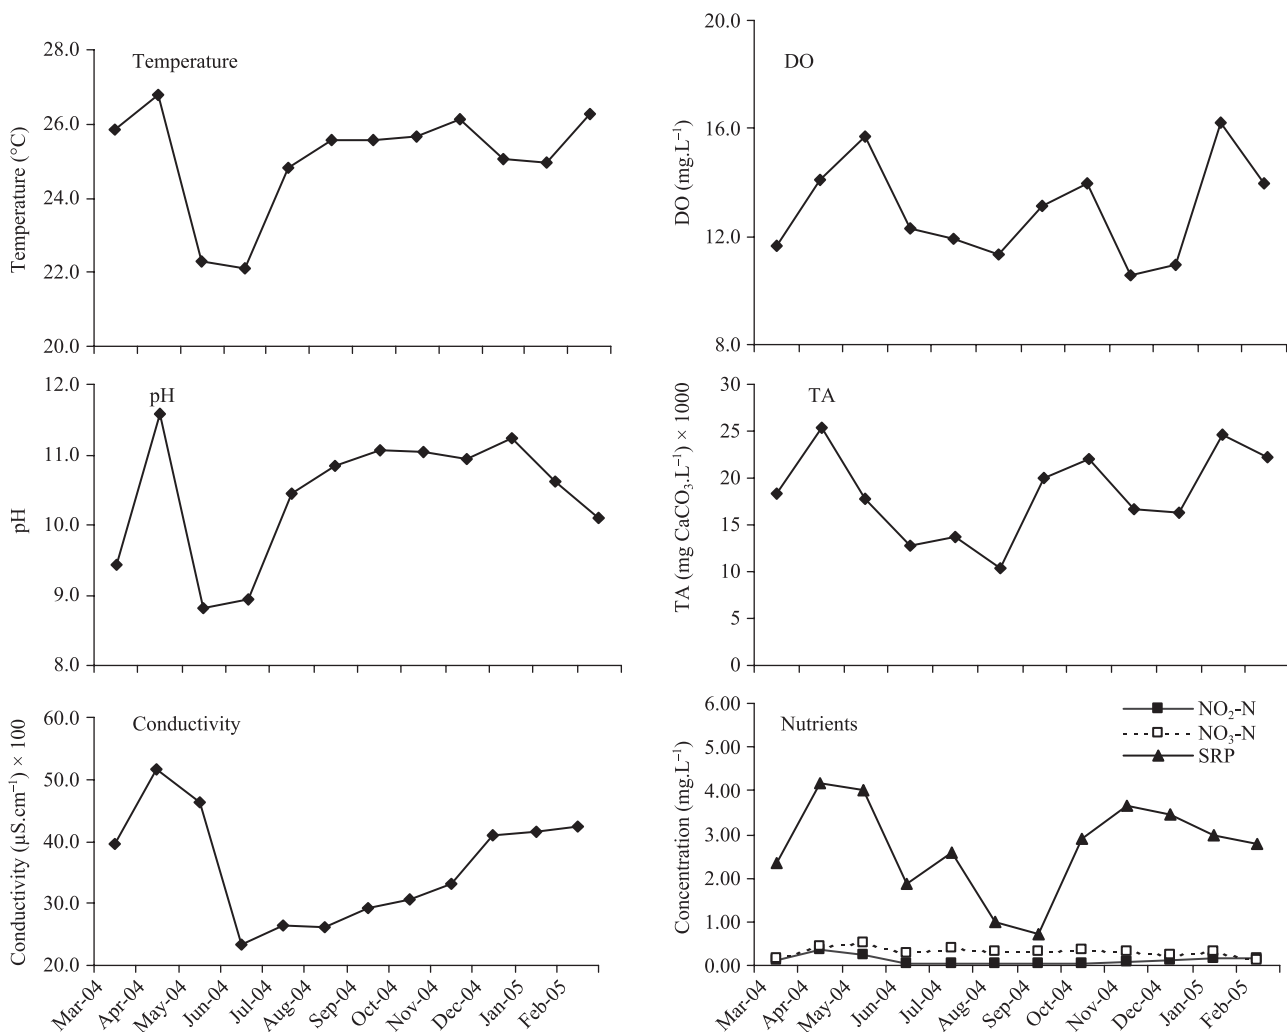 Temperature
Temperature (°C)
28.0
26.0
24.0
22.0
20.0
DO
DO (mg.L⁻¹)
20.0
16.0
12.0
8.0
pH
pH
12.0
11.0
10.0
9.0
8.0
TA
TA (mg CaCO₃.L⁻¹) × 1000
30
25
20
15
10
5
0
Conductivity
Conductivity (µS.cm⁻¹) × 100
60.0
50.0
40.0
30.0
20.0
Mar-04
Apr-04
May-04
Jun-04
Jul-04
Aug-04
Sep-04
Oct-04
Nov-04
Dec-04
Jan-05
Feb-05
Nutrients
NO₂-N
NO₃-N
SRP
Concentration (mg.L⁻¹)
6.00
5.00
4.00
3.00
2.00
1.00
0.00
Mar-04
Apr-04
May-04
Jun-04
Jul-04
Aug-04
Sep-04
Oct-04
Nov-04
Dec-04
Jan-05
Feb-05